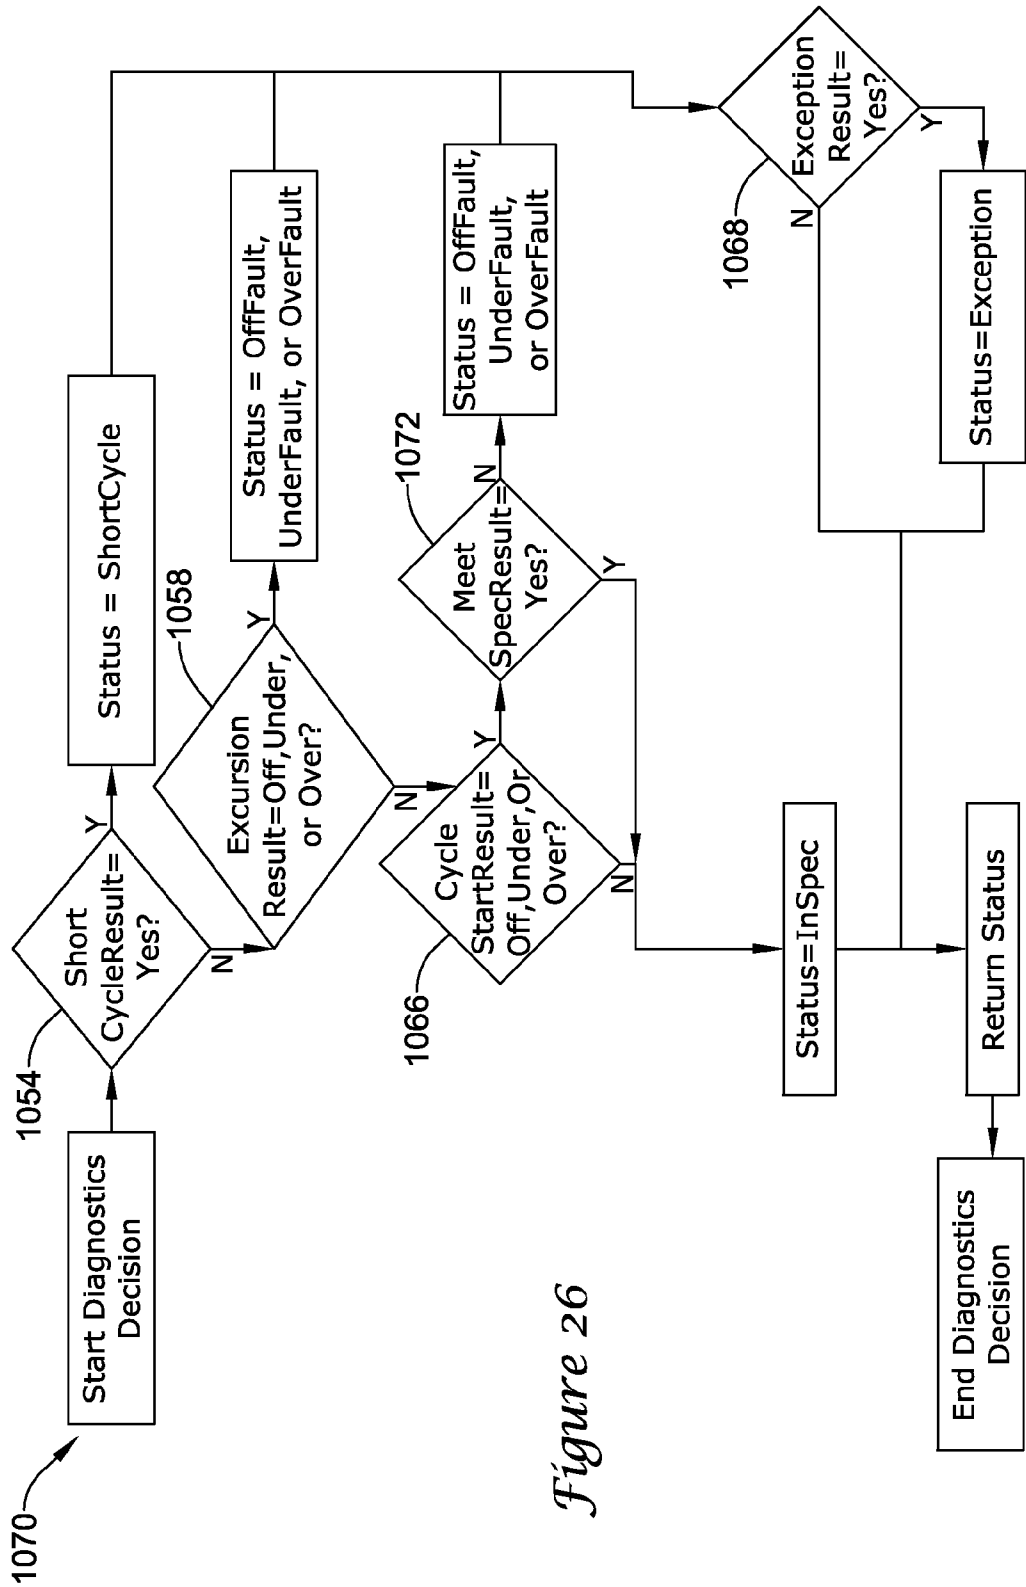 1070
Start Diagnostics
Decision
1054
Short
CycleResult=
Yes?
Y
N
Status = ShortCycle
1058
Excursion
Result=Off,Under,
or Over?
Y
N
Status = OffFault,
UnderFault, or OverFault
1066
Cycle
StartResult=
Off,Under,Or
Over?
Y
N
1072
Meet
SpecResult=
Yes?
N
Y
Status = OffFault,
UnderFault,
or OverFault
1068
Exception
Result=
Yes?
N
Y
Status=Exception
Status=InSpec
Return Status
End Diagnostics
Decision
Figure 26